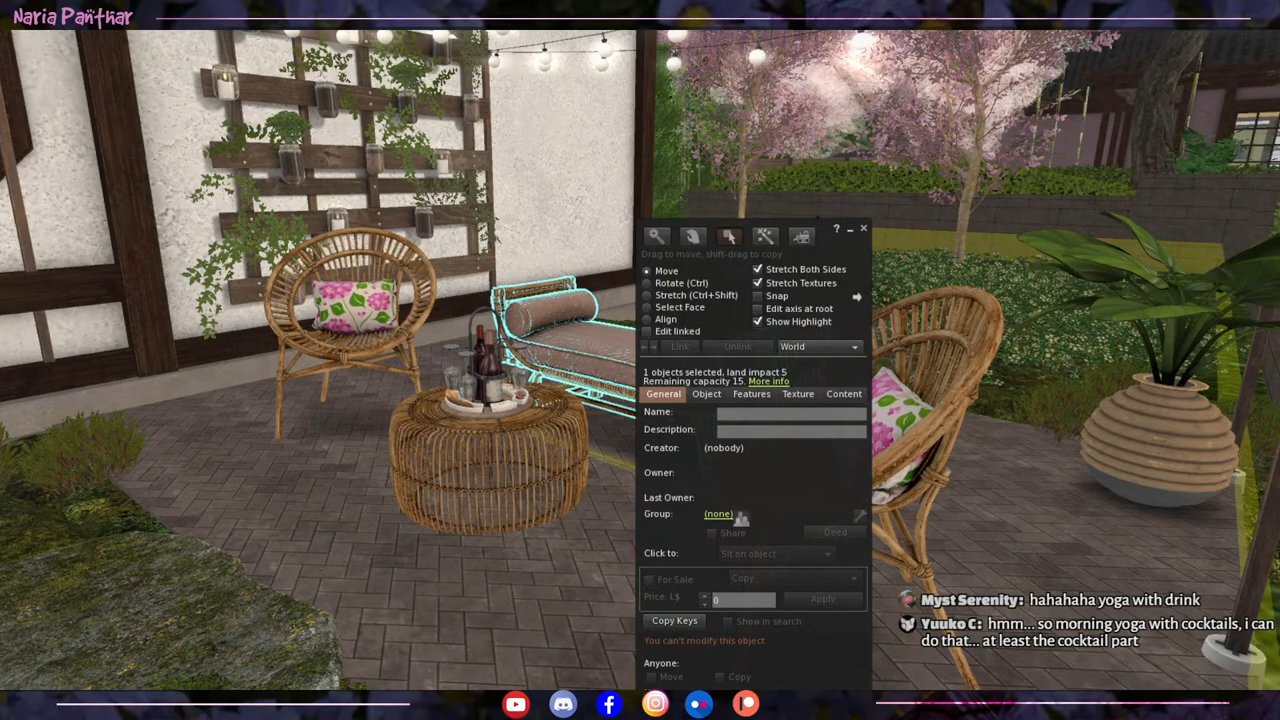 Naria Panthar
?
Drag to move, shift-drag to copy
Move
Rotate (Ctrl)
Stretch (Ctrl+Shift)
Select Face
Align
Edit linked
Stretch Both Sides
Stretch Textures
Snap
Edit axis at root
Show Highlight
Link
Unlink
World
1 objects selected, land impact 5
Remaining capacity 15. More info
General
Object
Features
Texture
Content
Name:
Description:
Creator:
(nobody)
Owner:
Last Owner:
Group:
(none)
Share
Deed
Click to:
Sit on object
For Sale
Copy
Price: L$
0
Apply
Copy Keys
Show in search
You can't modify this object
Anyone:
Move
Copy
Myst Serenity: hahahaha yoga with drink
Yuuko C: hmm... so morning yoga with cocktails, i can
do that... at least the cocktail part